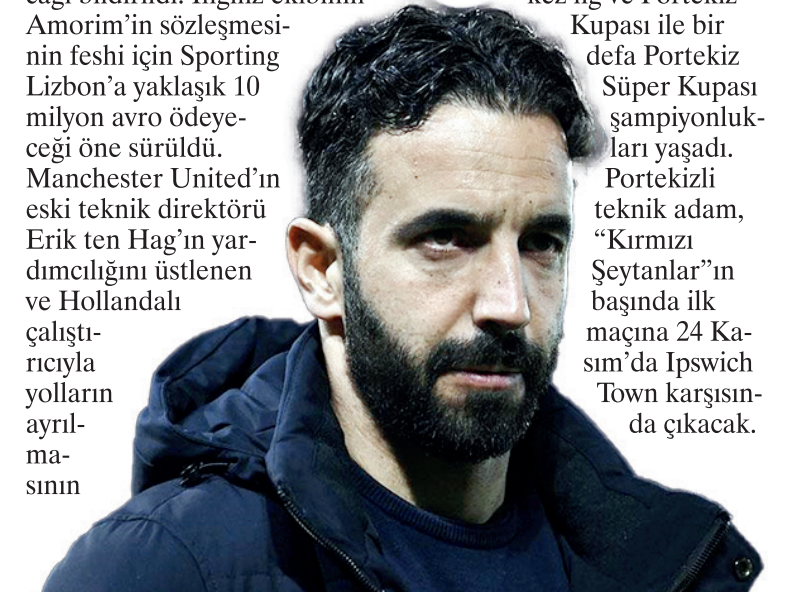 Amorim’in sözleşmesi-
nin feshi için Sporting
Lizbon’a yaklaşık 10
milyon avro ödeye-
ceği öne sürüldü.
Manchester United’ın
eski teknik direktörü
Erik ten Hag’ın yar-
dımcılığını üstlenen
ve Hollandalı
çalıştı-
rıcıyla
yolların
ayrıl-
ma-
sının
Kupası ile bir
defa Portekiz
Süper Kupası
şampiyonluk-
ları yaşadı.
Portekizli
teknik adam,
“Kırmızı
Şeytanlar”ın
başında ilk
maçına 24 Ka-
sım’da Ipswich
Town karşısın-
da çıkacak.